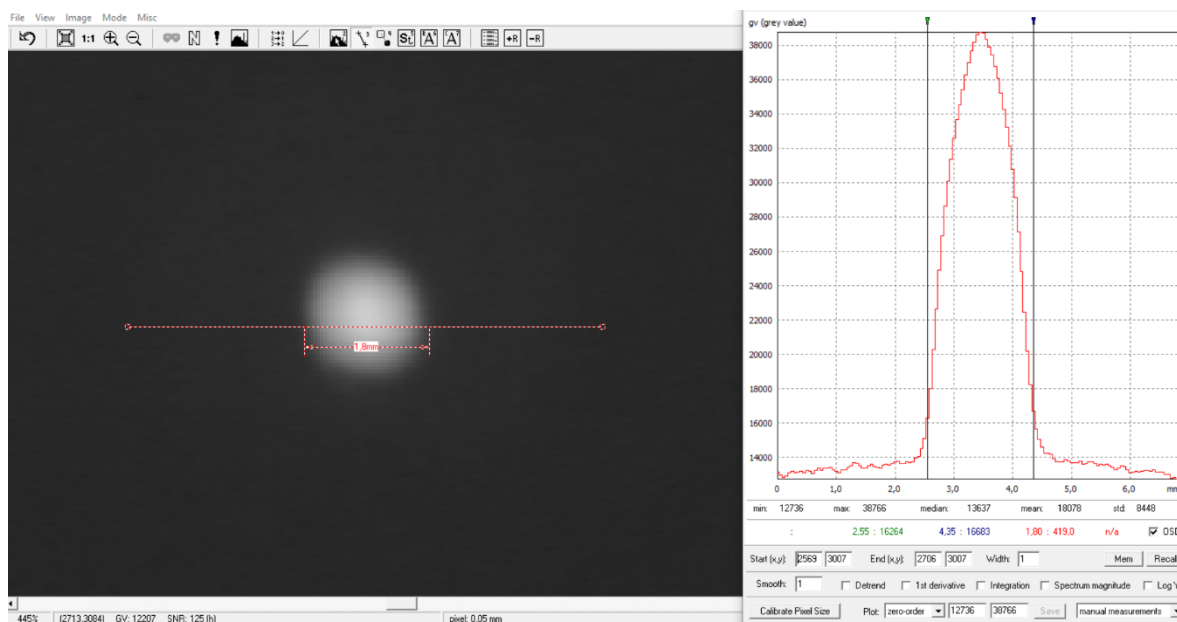 File View Image Mode Misc
1:1 N ! St A A +R -R
1,8mm
445% (2713,3084) GV: 12207 SNR: 125 (h) pixel: 0.05 mm
gv (grey value)
38000
36000
34000
32000
30000
28000
26000
24000
22000
20000
18000
16000
14000
0 1,0 2,0 3,0 4,0 5,0 6,0 mm
min: 12736 max: 38766 median: 13637 mean: 18078 std: 8448
: 2,55 : 16264 4,35 : 16683 1,80 : 419,0 n/a OSD
Start (x,y): 2569 3007 End (x,y): 2706 3007 Width: 1 Mem Recall
Smooth: 1 Detrend 1st derivative Integration Spectrum magnitude Log
Calibrate Pixel Size Plot: zero-order 12736 38766 Save manual measurements